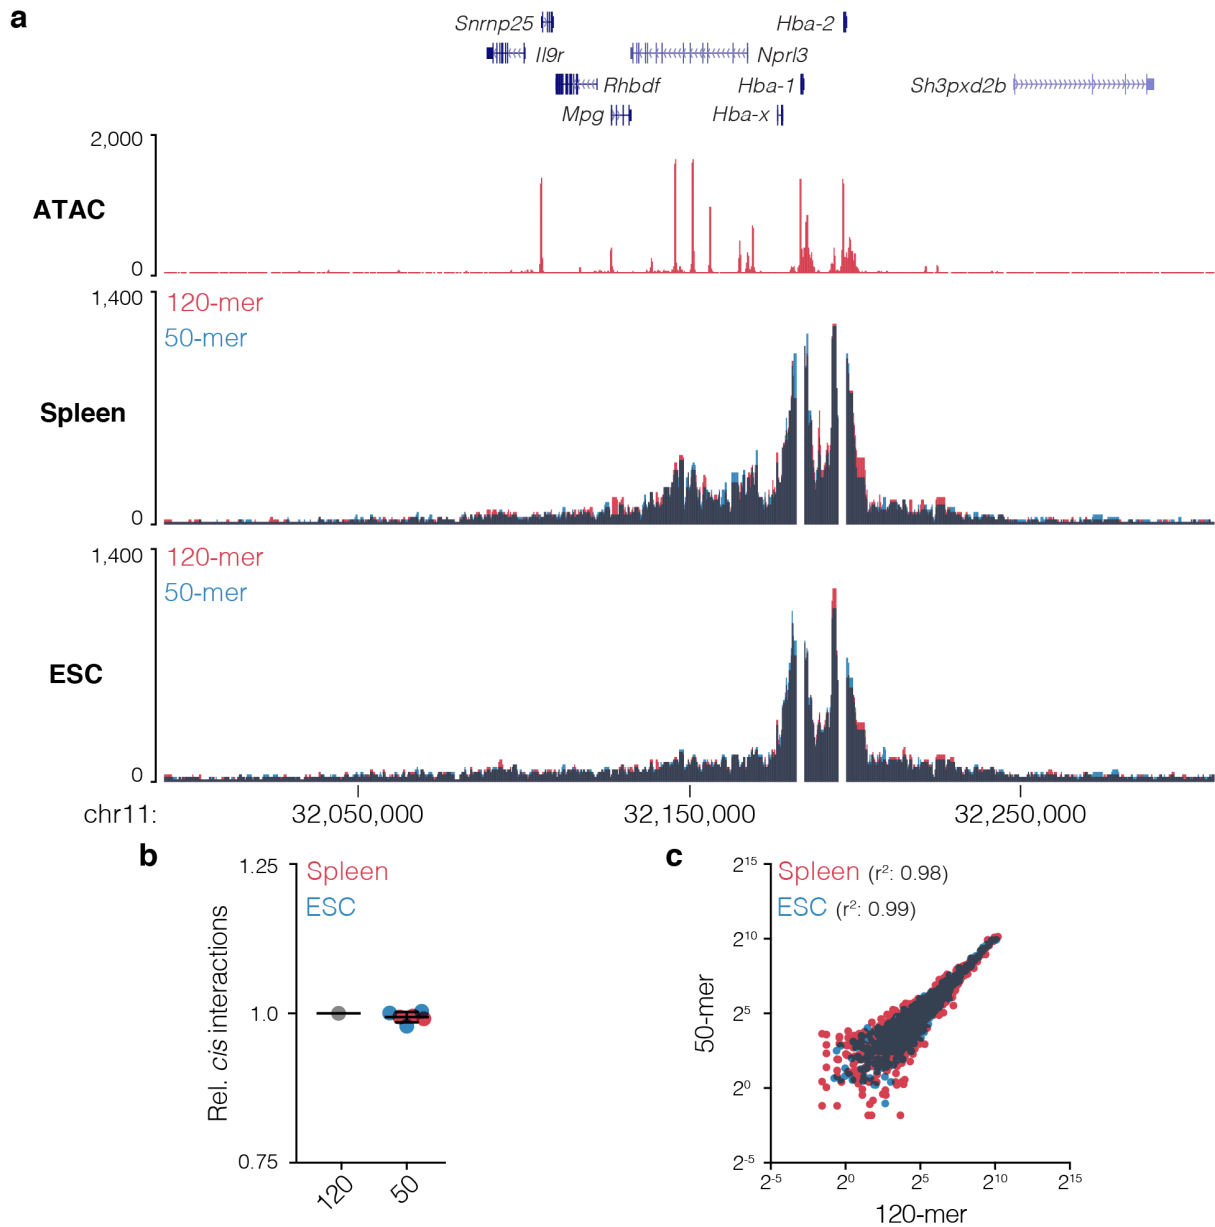 a
Snrnp25 Hba-2
Il9r Nprl3
Rhbdf Hba-1 Sh3pxd2b
Mpg Hba-x
2,000
ATAC
0
1,400
120-mer
50-mer
Spleen
0
1,400
120-mer
50-mer
ESC
0
chr11: 32,050,000 32,150,000 32,250,000
b
1.25
Spleen
ESC
Rel. cis interactions
1.0
0.75
120 50
c
2¹⁵
Spleen (r²: 0.98)
ESC (r²: 0.99)
2¹⁰
50-mer
2⁵
2⁰
2⁻⁵
2⁻⁵ 2⁰ 2⁵ 2¹⁰ 2¹⁵
120-mer